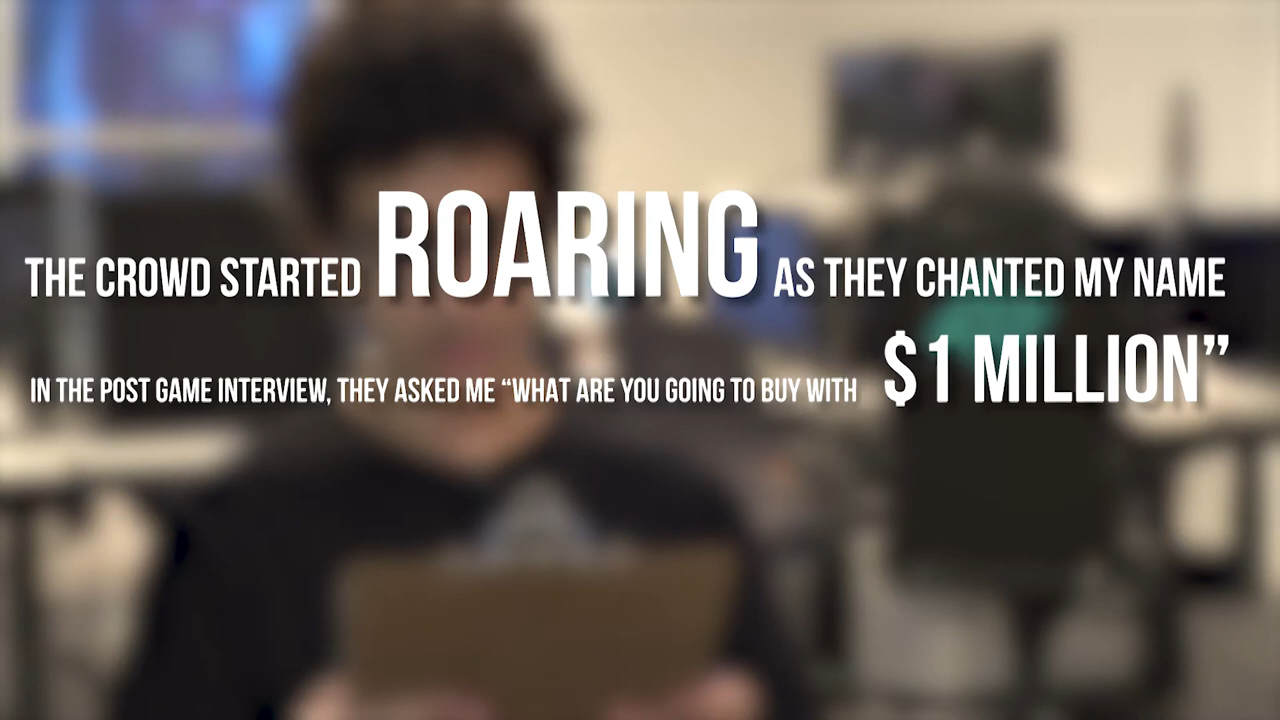 THE CROWD STARTED ROARING AS THEY CHANTED MY NAME
IN THE POST GAME INTERVIEW, THEY ASKED ME “WHAT ARE YOU GOING TO BUY WITH $1 MILLION”